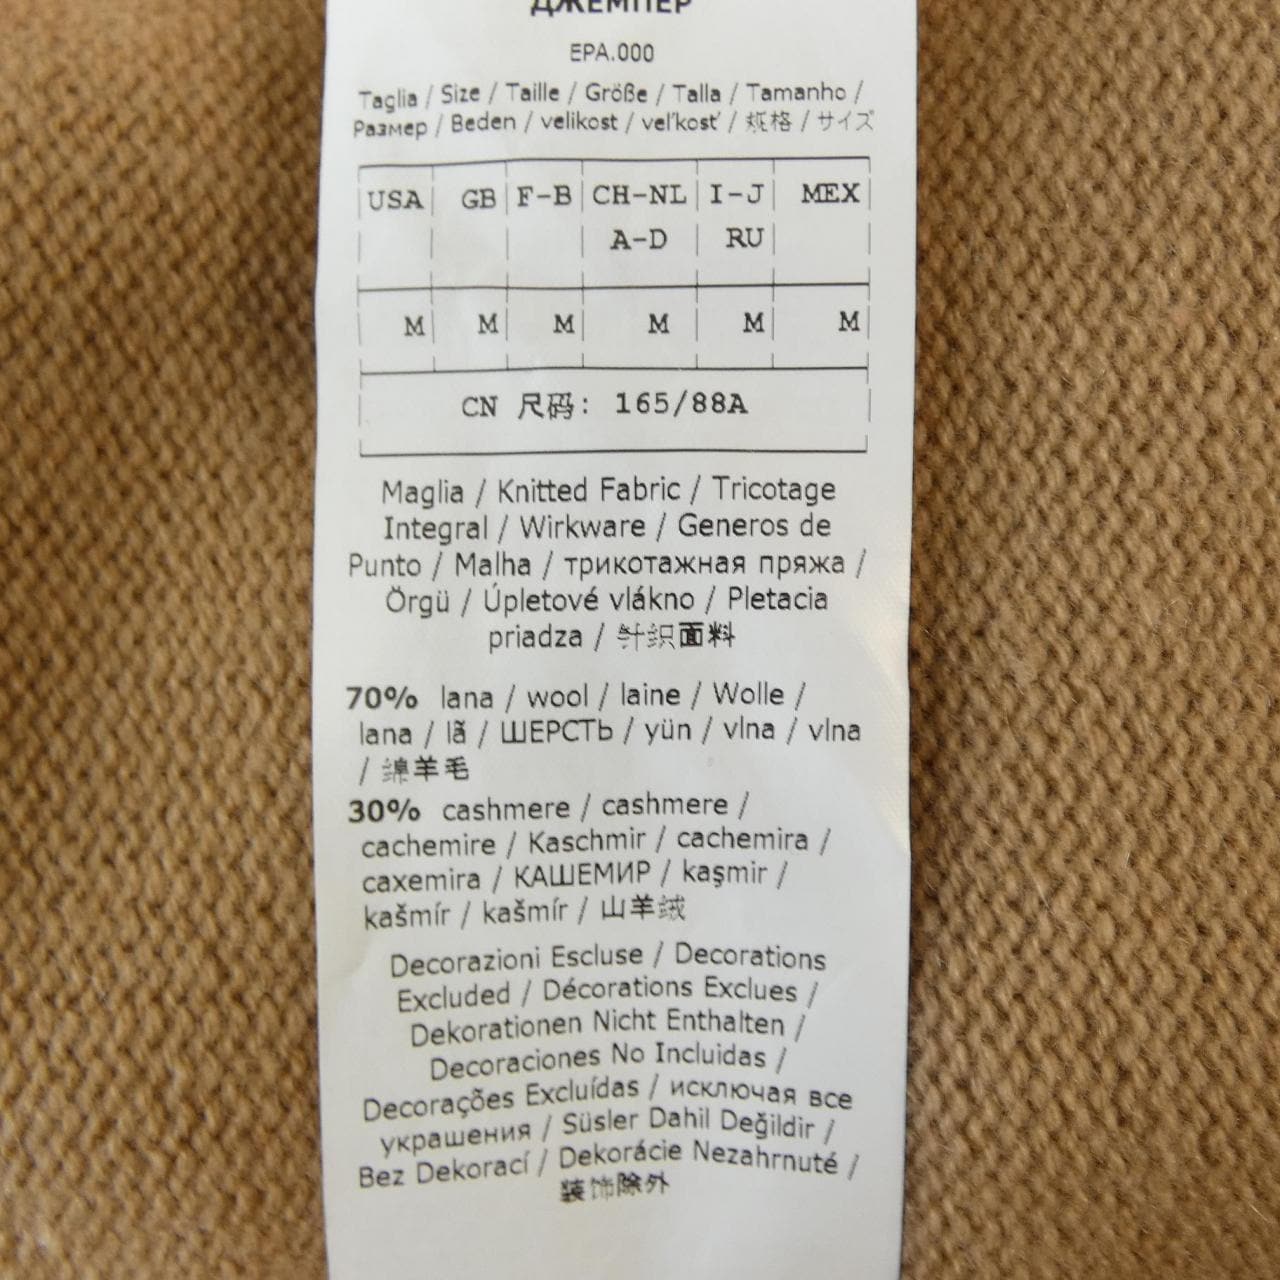 ДЖЕМПЕР
EPA.000
Taglia / Size / Taille / Größe / Talla / Tamanho /
Размер / Beden / velikost / veľkosť / 规格 / サイズ
USA GB F-B CH-NL I-J MEX
A-D RU
M M M M M M
CN 尺码: 165/88A
Maglia / Knitted Fabric / Tricotage
Integral / Wirkware / Generos de
Punto / Malha / трикотажная пряжа /
Örgü / Úpletové vlákno / Pletacia
priadza / 针织面料
70% lana / wool / laine / Wolle /
lana / lã / ШЕРСТЬ / yün / vlna / vlna
/ 绵羊毛
30% cashmere / cashmere /
cachemire / Kaschmir / cachemira /
caxemira / КАШЕМИР / kaşmir /
kašmír / kašmír / 山羊绒
Decorazioni Escluse / Decorations
Excluded / Décorations Exclues /
Dekorationen Nicht Enthalten /
Decoraciones No Incluidas /
Decorações Excluídas / исключая все
украшения / Süsler Dahil Değildir /
Bez Dekorací / Dekorácie Nezahrnuté /
装饰除外